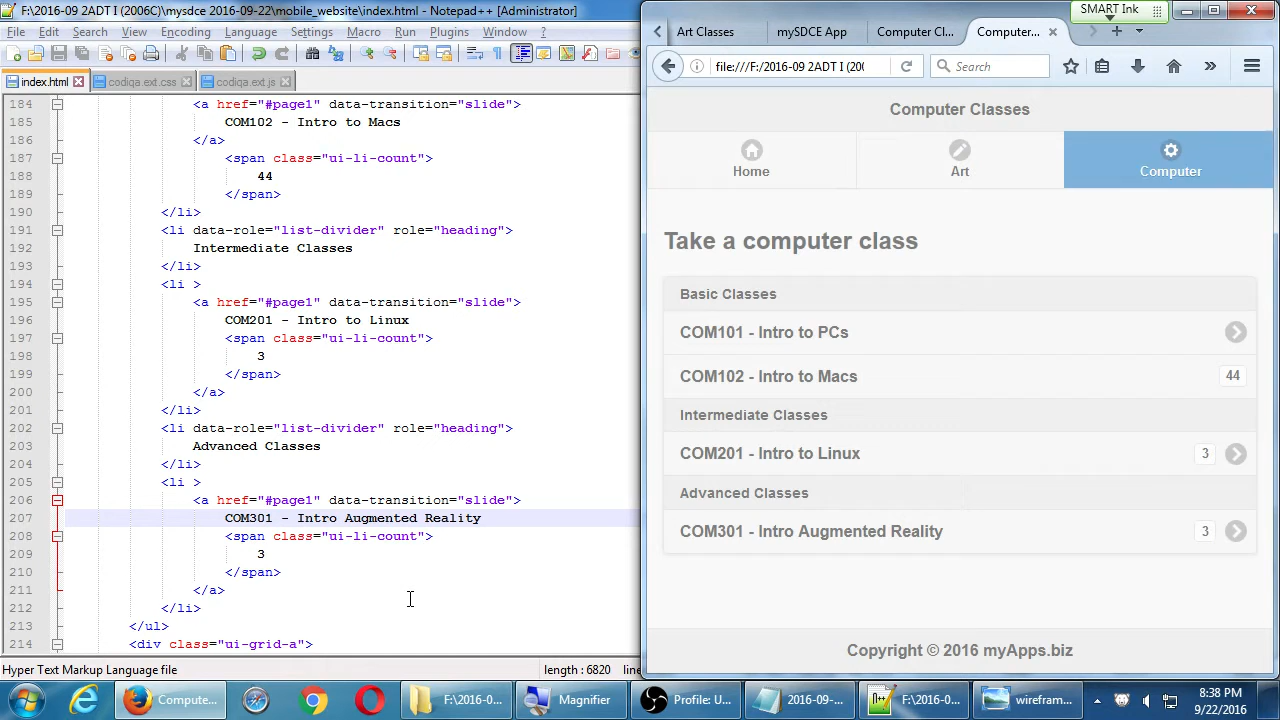 F:\2016-09 2ADT I (2006C)\mysdce 2016-09-22\mobile_website\index.html - Notepad++ [Administrator]
File Edit Search View Encoding Language Settings Macro Run Plugins Window ?
index.html codiqa.ext.css codiqa.ext.js
184 <a href="#page1" data-transition="slide">
185 COM102 - Intro to Macs
186 </a>
187 <span class="ui-li-count">
188 44
189 </span>
190 </li>
191 <li data-role="list-divider" role="heading">
192 Intermediate Classes
193 </li>
194 <li >
195 <a href="#page1" data-transition="slide">
196 COM201 - Intro to Linux
197 <span class="ui-li-count">
198 3
199 </span>
200 </a>
201 </li>
202 <li data-role="list-divider" role="heading">
203 Advanced Classes
204 </li>
205 <li >
206 <a href="#page1" data-transition="slide">
207 COM301 - Intro Augmented Reality
208 <span class="ui-li-count">
209 3
210 </span>
211 </a>
212 </li>
213 </ul>
214 <div class="ui-grid-a">
Hyper Text Markup Language file length : 6820 line
SMART Ink
Art Classes mySDCE App Computer Cl... Computer...
file:///F:/2016-09 2ADT I (200 Search
Computer Classes
Home Art Computer
Take a computer class
Basic Classes
COM101 - Intro to PCs
COM102 - Intro to Macs 44
Intermediate Classes
COM201 - Intro to Linux 3
Advanced Classes
COM301 - Intro Augmented Reality 3
Copyright © 2016 myApps.biz
Compute... F:\2016-0... Magnifier Profile: U... 2016-09-... F:\2016-0... wirefram...
8:38 PM
9/22/2016